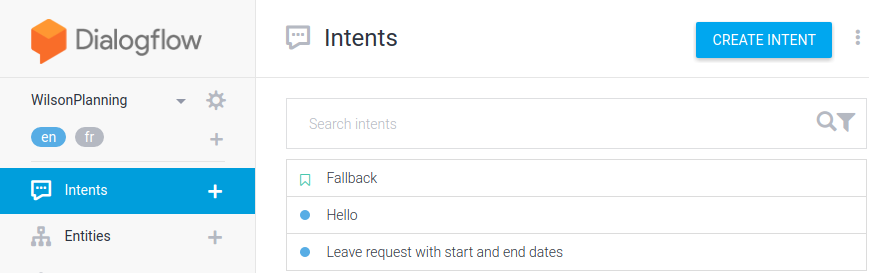 Dialogflow
Intents
CREATE INTENT
WilsonPlanning
en fr
Search intents
Intents
Fallback
Hello
Entities
Leave request with start and end dates